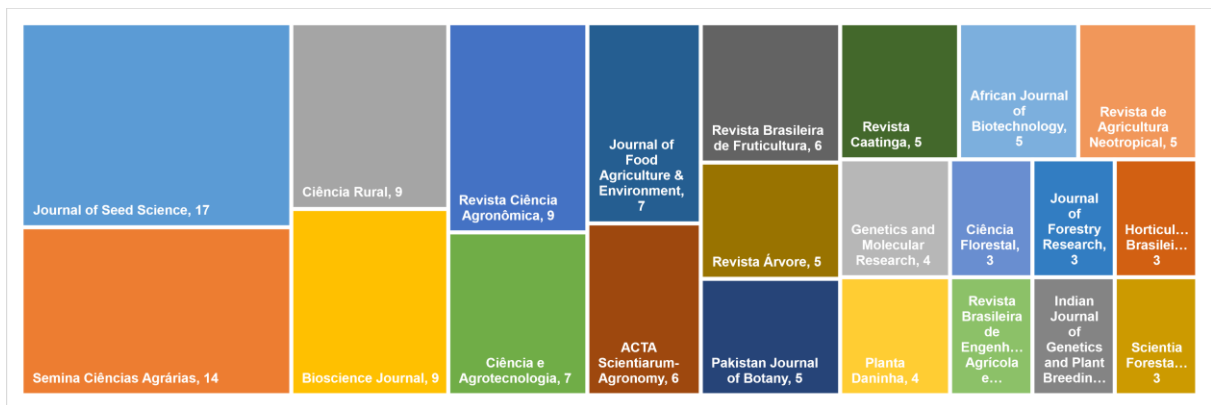 Journal of Seed Science, 17
Semina Ciências Agrárias, 14
Ciência Rural, 9
Bioscience Journal, 9
Revista Ciência
Agronômica, 9
Ciência e
Agrotecnologia, 7
Journal of
Food
Agriculture &
Environment,
7
ACTA
Scientiarum-
Agronomy, 6
Revista Brasileira
de Fruticultura, 6
Revista Árvore, 5
Pakistan Journal
of Botany, 5
Revista
Caatinga, 5
African Journal
of
Biotechnology,
5
Revista de
Agricultura
Neotropical, 5
Genetics and
Molecular
Research, 4
Planta
Daninha, 4
Ciência
Florestal,
3
Journal
of
Forestry
Research,
3
Horticul...
Brasilei...
3
Revista
Brasileira
de
Engenh...
Agrícola
e...
Indian
Journal
of
Genetics
and Plant
Breedin...
Scientia
Foresta...
3